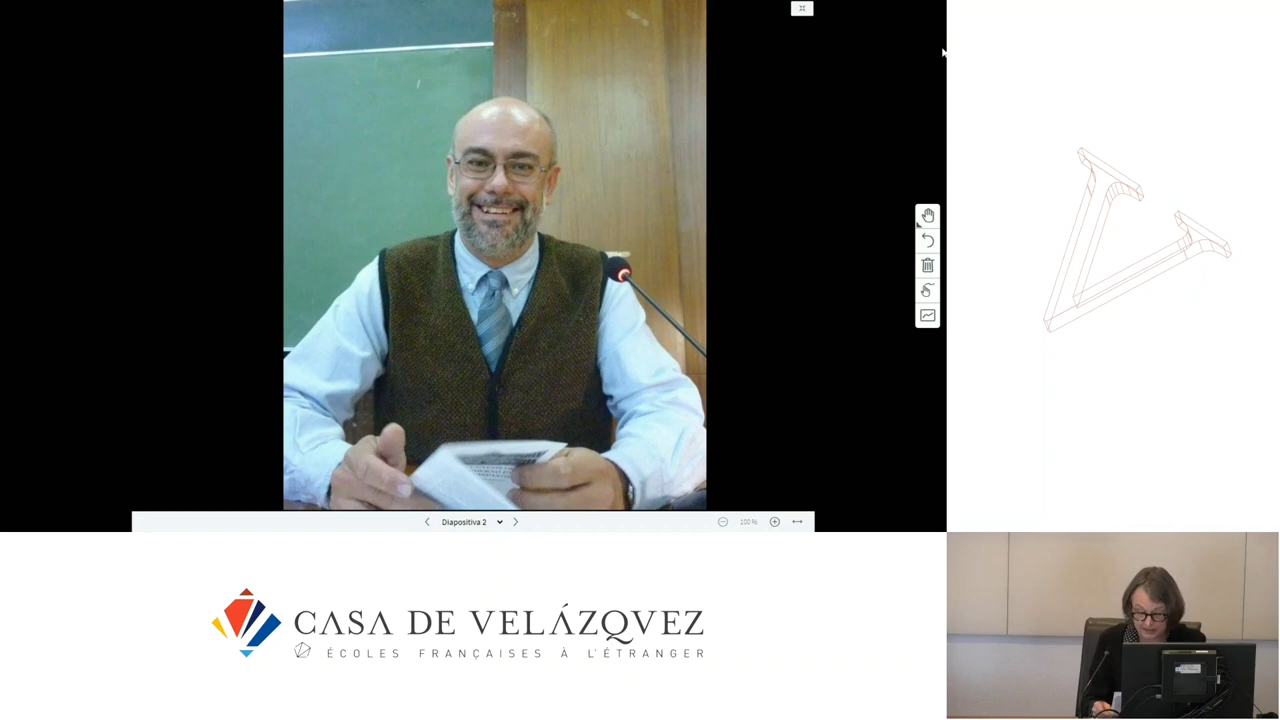 Diapositiva 2
100 %
CASA DE VELÁZQVEZ
ÉCOLES FRANÇAISES À L'ÉTRANGER